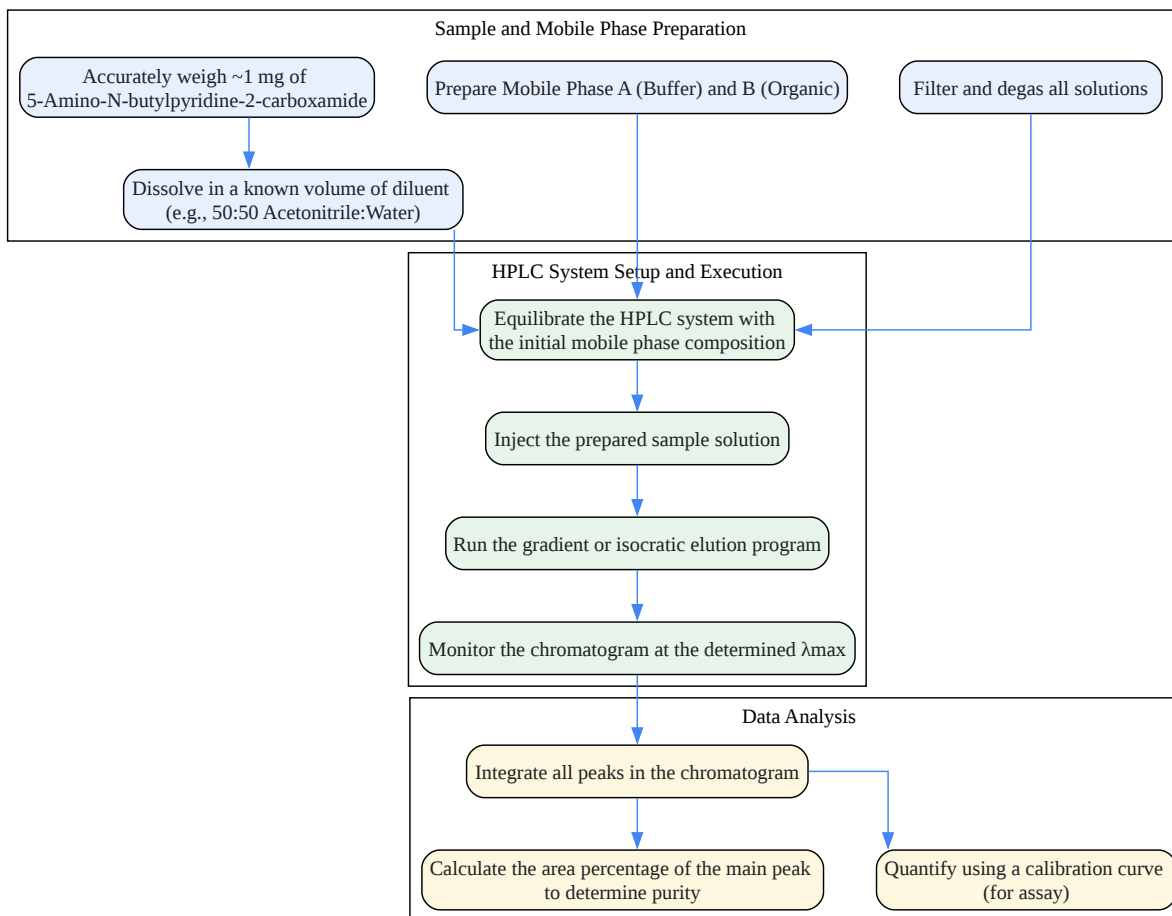 Sample and Mobile Phase Preparation
Accurately weigh ~1 mg of
5-Amino-N-butylpyridine-2-carboxamide
Prepare Mobile Phase A (Buffer) and B (Organic)
Filter and degas all solutions
Dissolve in a known volume of diluent
(e.g., 50:50 Acetonitrile:Water)
HPLC System Setup and Execution
Equilibrate the HPLC system with
the initial mobile phase composition
Inject the prepared sample solution
Run the gradient or isocratic elution program
Monitor the chromatogram at the determined λmax
Data Analysis
Integrate all peaks in the chromatogram
Calculate the area percentage of the main peak
to determine purity
Quantify using a calibration curve
(for assay)